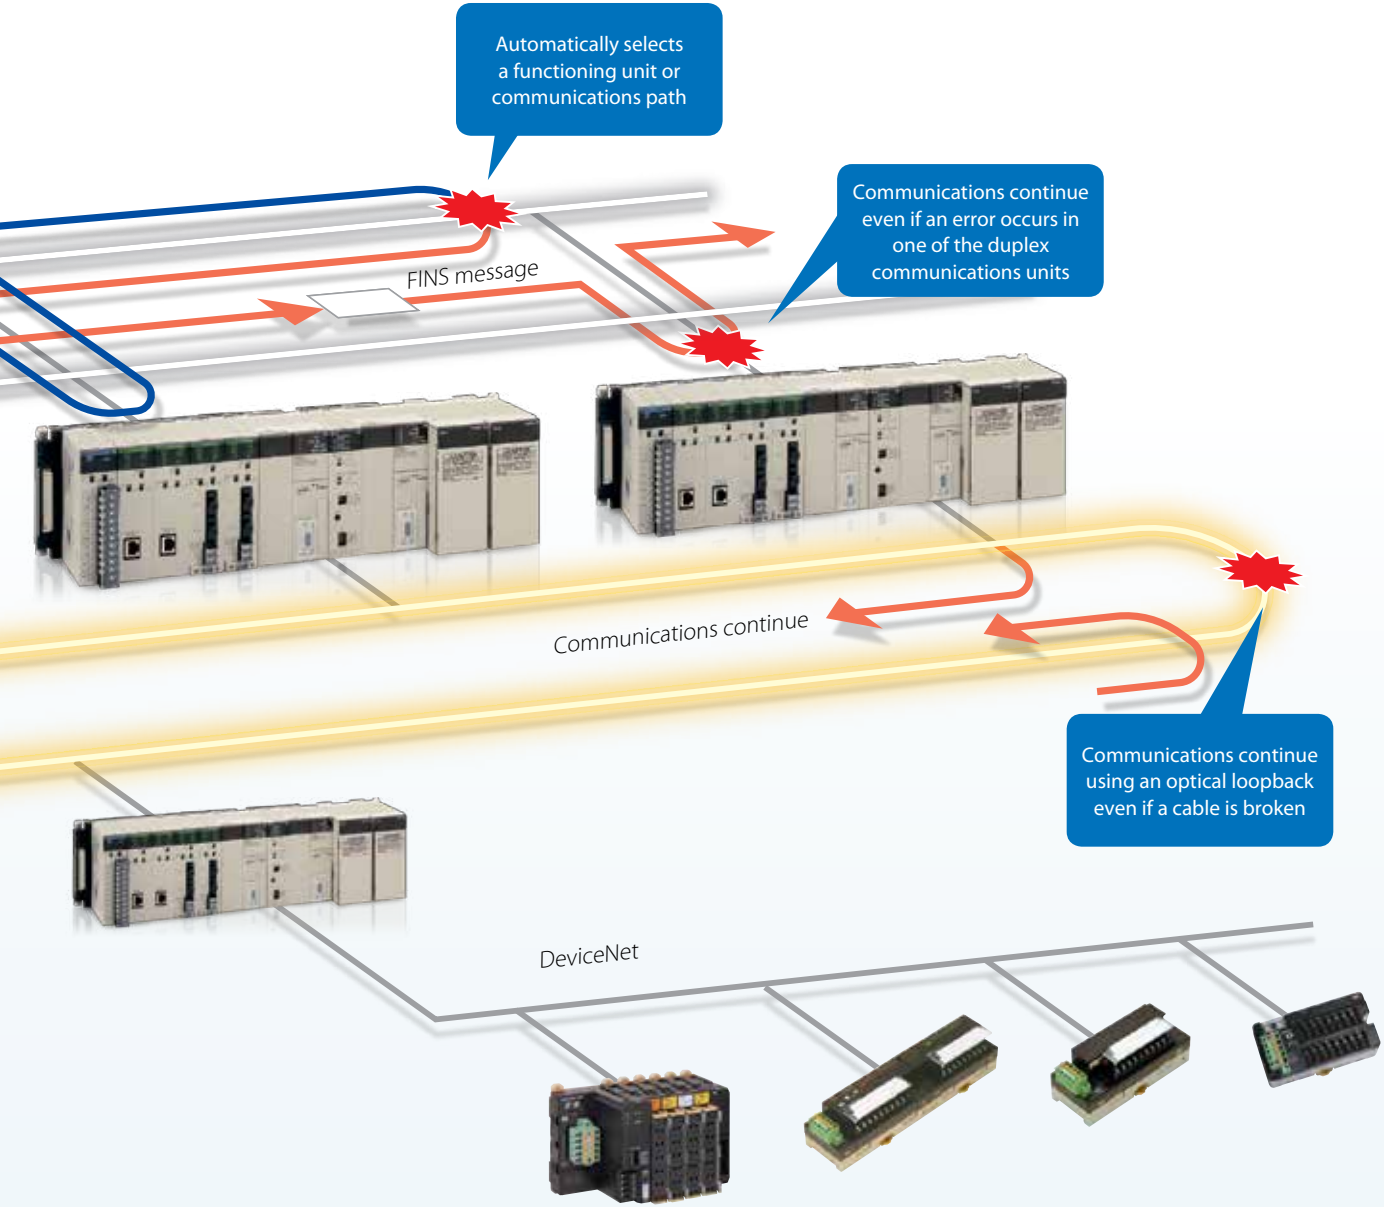 Automatically selects
a functioning unit or
communications path
Communications continue
even if an error occurs in
one of the duplex
communications units
FINS message
Communications continue
Communications continue
using an optical loopback
even if a cable is broken
DeviceNet